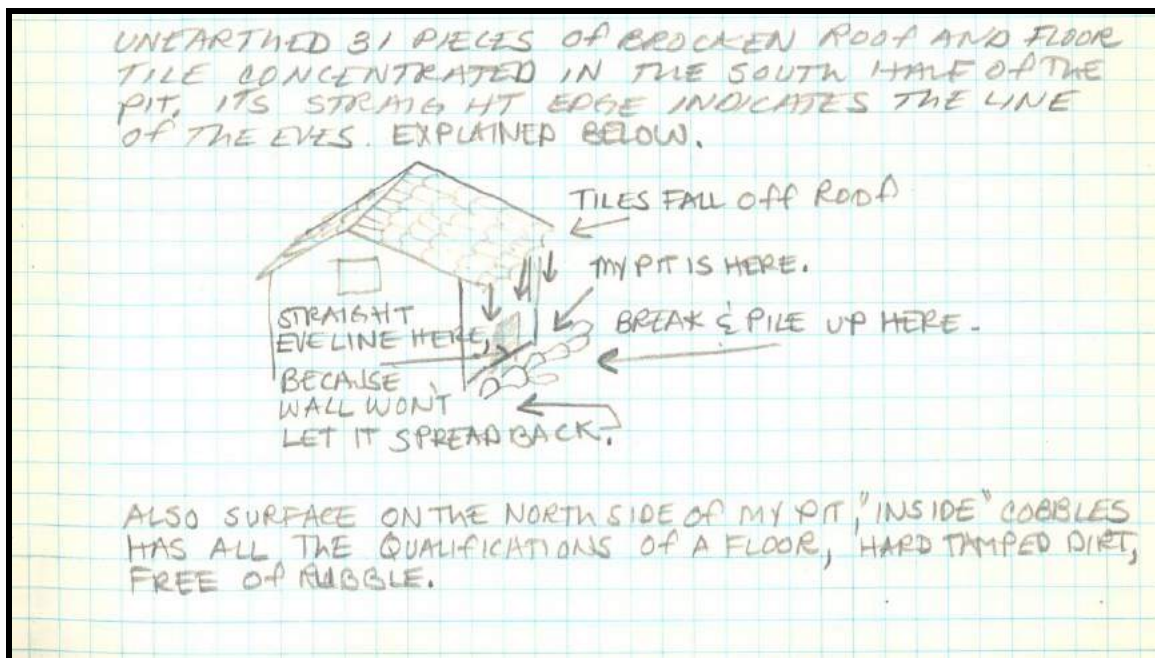 UNEARTHED 31 PIECES OF BROCKEN ROOF AND FLOOR
TILE CONCENTRATED IN THE SOUTH HALF OF THE
PIT. ITS STRAIGHT EDGE INDICATES THE LINE
OF THE EVES. EXPLAINED BELOW.
TILES FALL OFF ROOF
MY PIT IS HERE.
BREAK & PILE UP HERE.
STRAIGHT
EVE LINE HERE,
BECAUSE
WALL WON'T
LET IT SPREAD BACK.
ALSO SURFACE ON THE NORTH SIDE OF MY PIT, "INSIDE" COBBLES
HAS ALL THE QUALIFICATIONS OF A FLOOR, HARD TAMPED DIRT,
FREE OF RUBBLE.